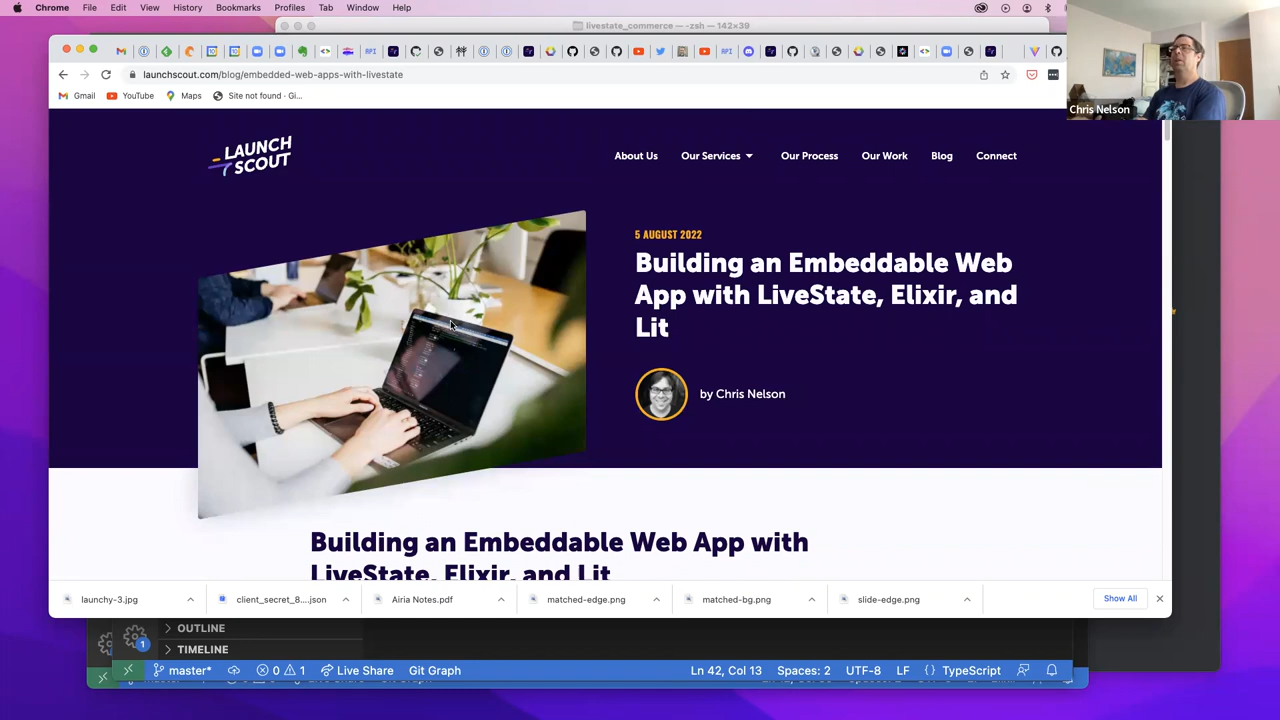 Chrome File Edit View History Bookmarks Profiles Tab Window Help
livestate_commerce — -zsh — 142×39
launchscout.com/blog/embedded-web-apps-with-livestate
Gmail YouTube Maps Site not found · Gi...
Chris Nelson
LAUNCH
SCOUT
About Us Our Services Our Process Our Work Blog Connect
5 AUGUST 2022
Building an Embeddable Web
App with LiveState, Elixir, and
Lit
by Chris Nelson
Building an Embeddable Web App with
LiveState, Elixir, and Lit
launchy-3.jpg client_secret_8....json Airia Notes.pdf matched-edge.png matched-bg.png slide-edge.png Show All
OUTLINE
1
TIMELINE
master* 0 1 Live Share Git Graph Ln 42, Col 13 Spaces: 2 UTF-8 LF {} TypeScript